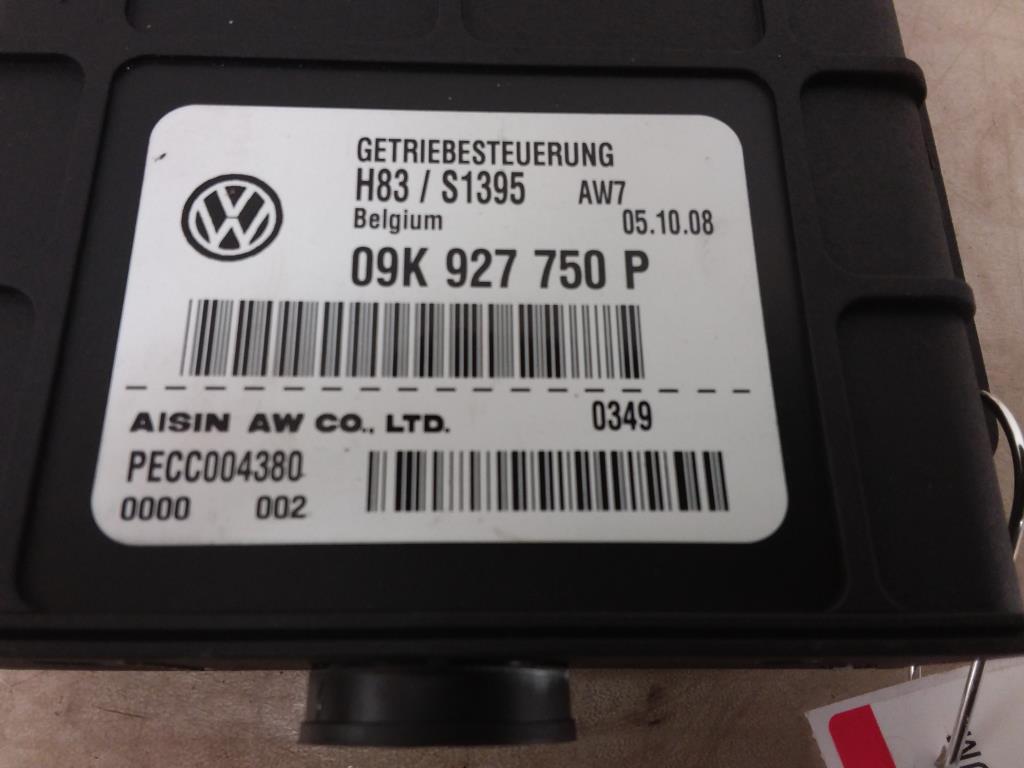 GETRIEBESTEUERUNG
H83 / S1395 AW7
Belgium 05.10.08
09K 927 750 P
AISIN AW CO., LTD. 0349
PECC004380
0000 002